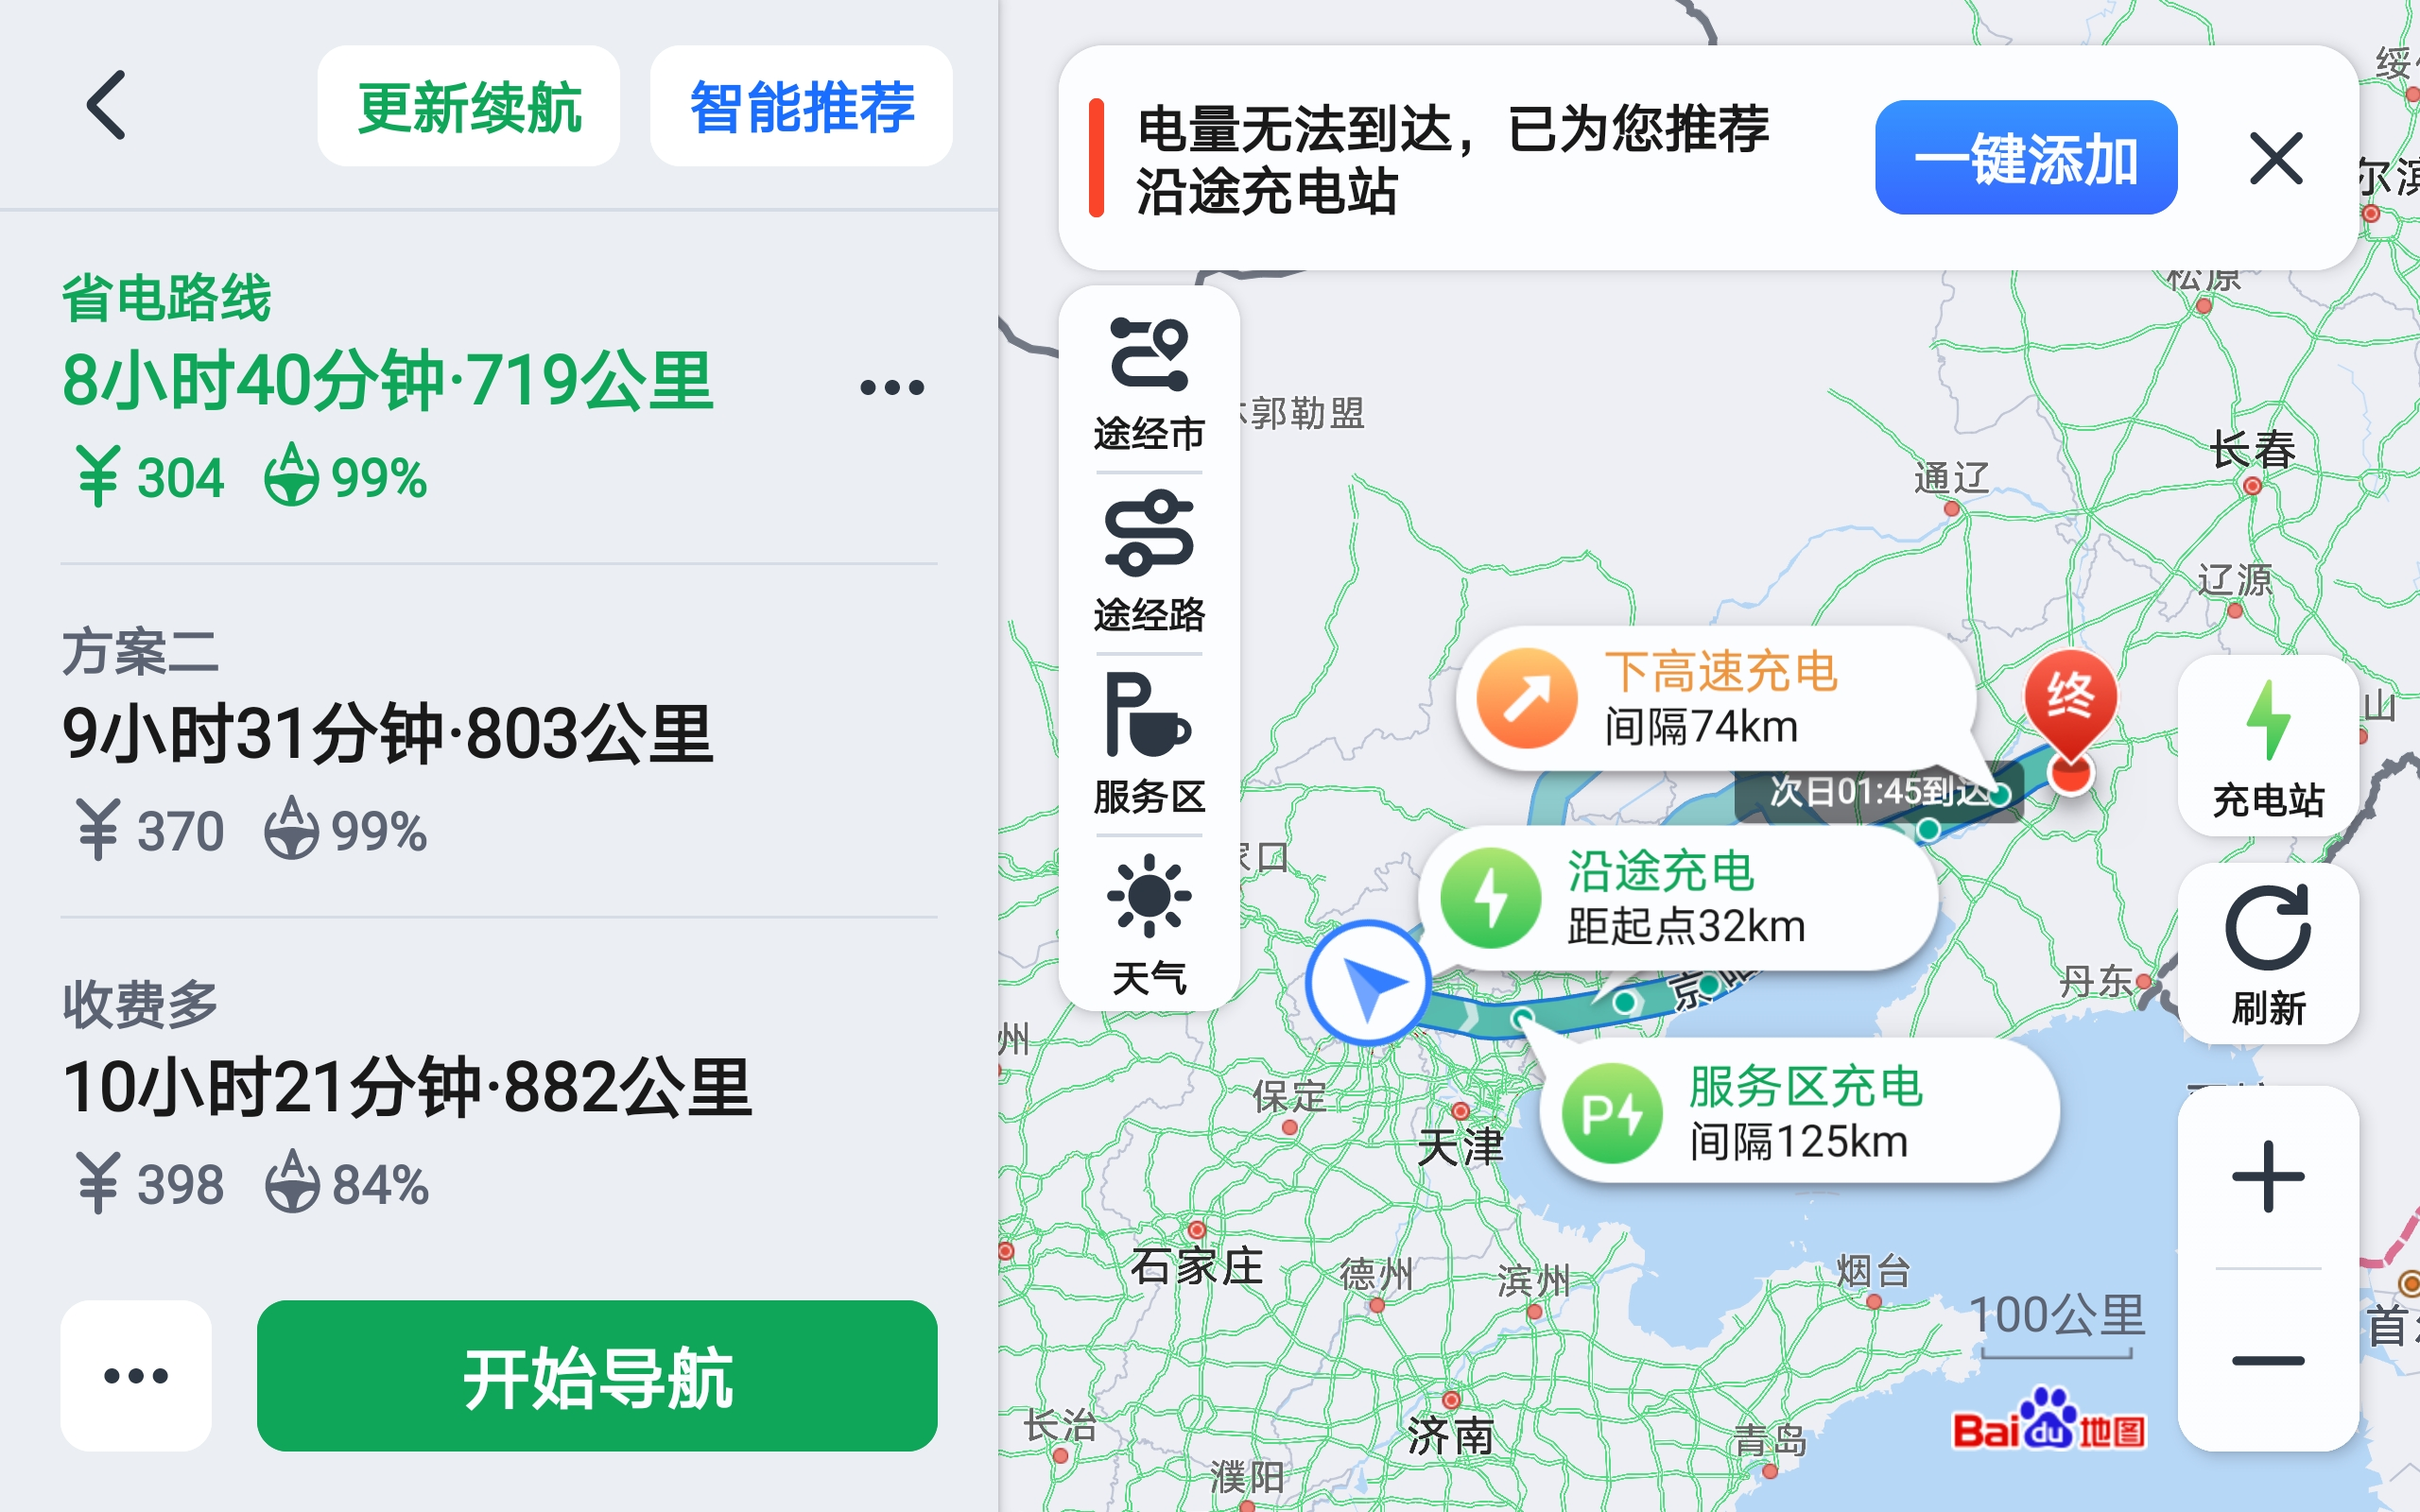 更新续航
智能推荐
省电路线
8小时40分钟·719公里
¥ 304 99%
方案二
9小时31分钟·803公里
¥ 370 99%
收费多
10小时21分钟·882公里
¥ 398 84%
开始导航
电量无法到达，已为您推荐
沿途充电站
一键添加
途经市
途经路
服务区
天气
郭勒盟
松原
长春
通辽
辽源
下高速充电
间隔74km
终
山
充电站
次日01:45到达
沿途充电
距起点32km
口
京哈
丹东
刷新
州
服务区充电
间隔125km
保定
天津
石家庄
德州
滨州
烟台
100公里
首
长治
济南
青岛
濮阳
Bai du 地图